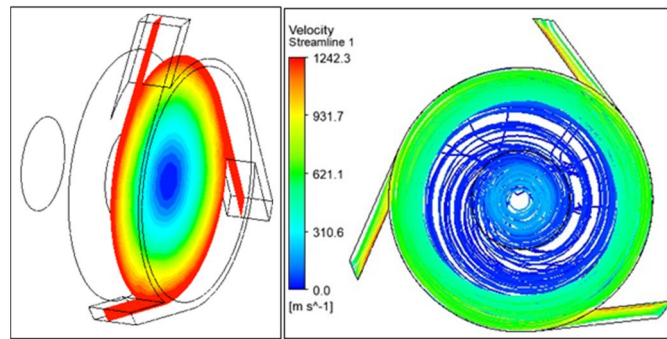 Velocity
Streamline 1
1242.3
931.7
621.1
310.6
0.0
[m s^-1]